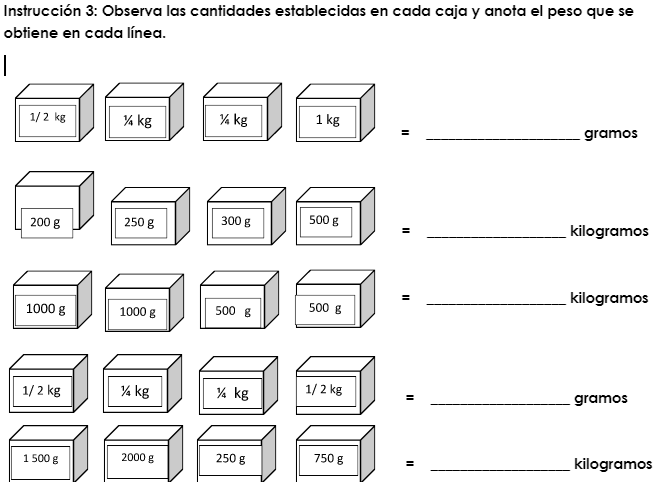 Instrucción 3: Observa las cantidades establecidas en cada caja y anota el peso que se
obtiene en cada línea.
1/ 2 kg ¼ kg ¼ kg 1 kg = ____________________ gramos
200 g 250 g 300 g 500 g = __________________ kilogramos
1000 g 1000 g 500 g 500 g = __________________ kilogramos
1/ 2 kg ¼ kg ¼ kg 1/ 2 kg = __________________ gramos
1 500 g 2000 g 250 g 750 g = __________________ kilogramos